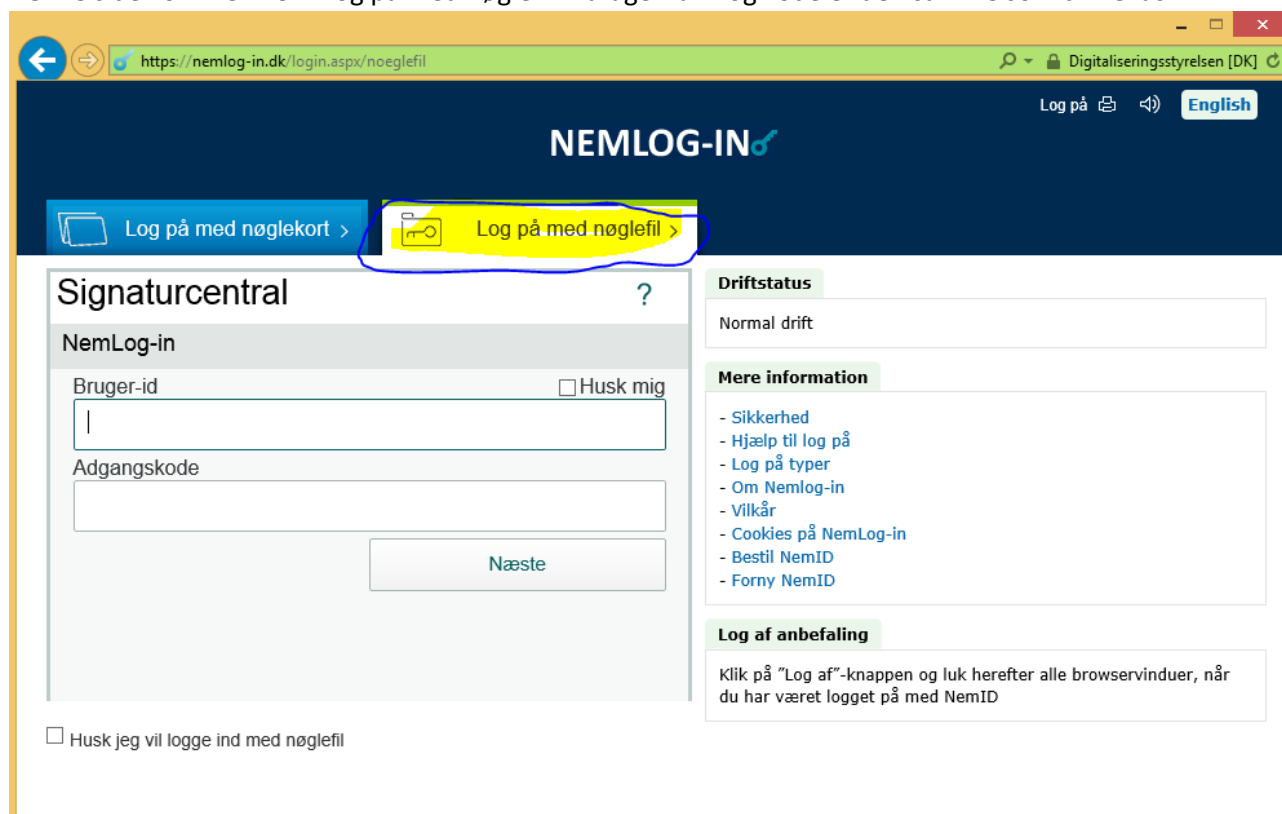 https://nemlog-in.dk/login.aspx/noeglefil
Digitaliseringsstyrelsen [DK]
Log på
English
NEMLOG-IN
Log på med nøglekort >
Log på med nøglefil >
Signaturcentral ?
NemLog-in
Bruger-id
Husk mig
Adgangskode
Næste
Husk jeg vil logge ind med nøglefil
Driftstatus
Normal drift
Mere information
- Sikkerhed
- Hjælp til log på
- Log på typer
- Om Nemlog-in
- Vilkår
- Cookies på NemLog-in
- Bestil NemID
- Forny NemID
Log af anbefaling
Klik på "Log af"-knappen og luk herefter alle browservinduer, når
du har været logget på med NemID